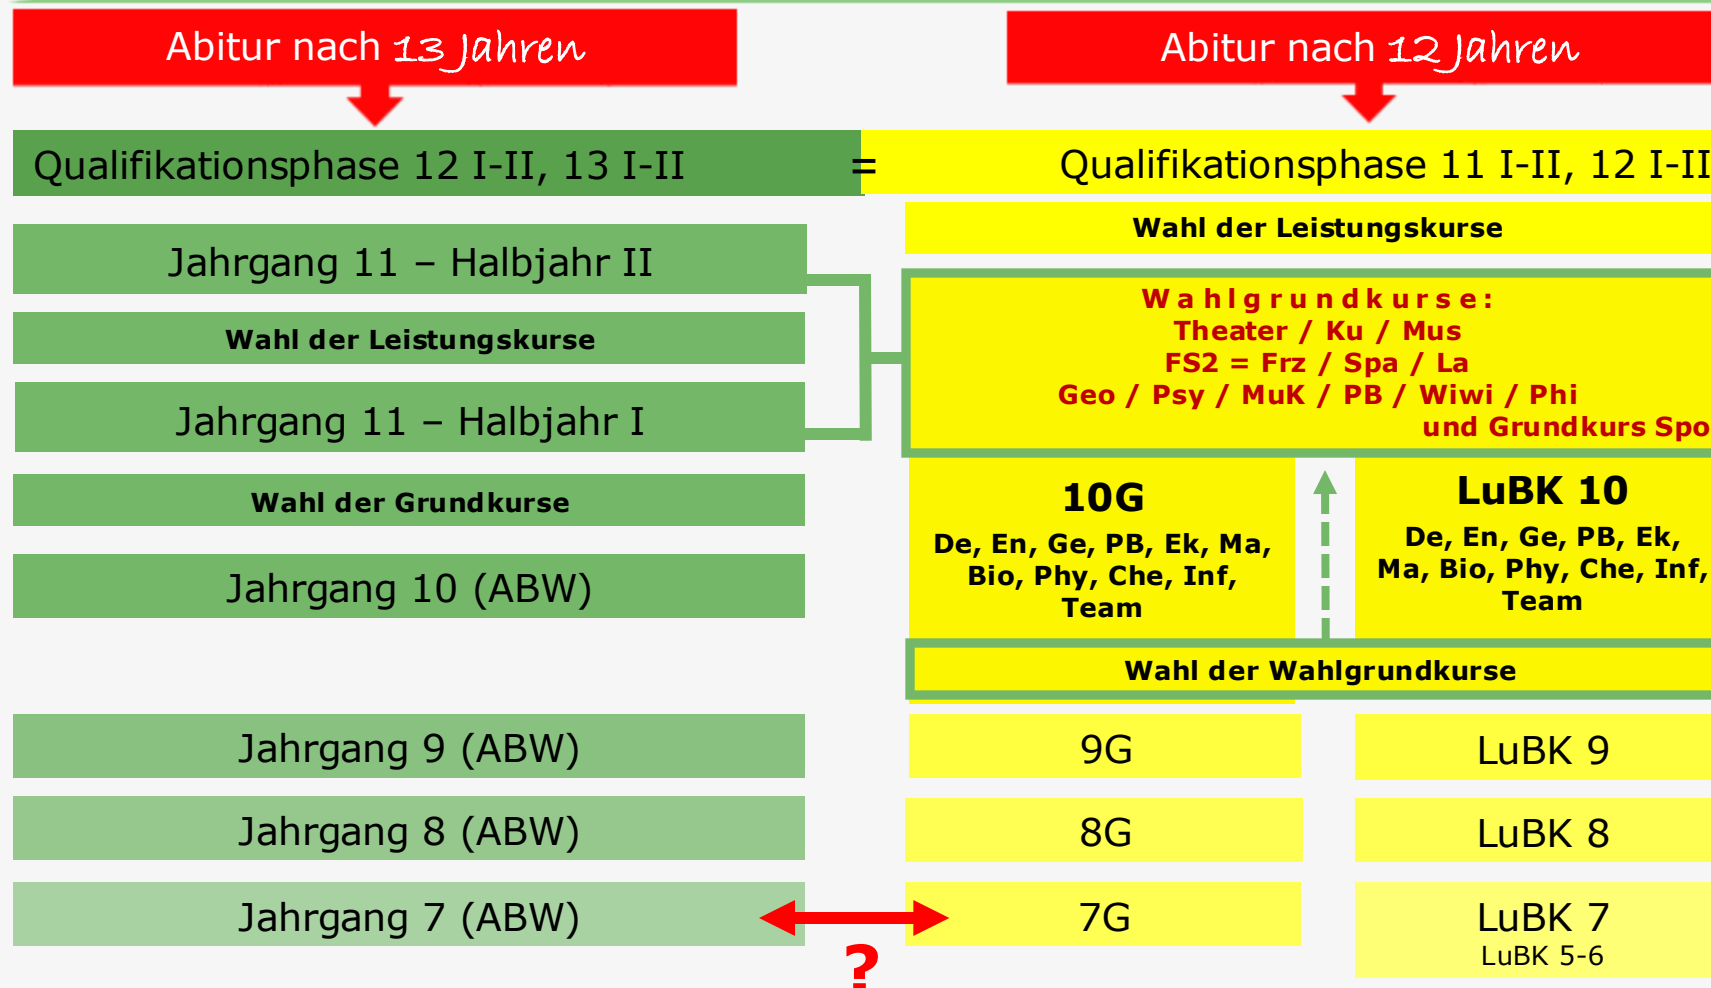 Abitur nach 13 Jahren
Abitur nach 12 Jahren
Qualifikationsphase 12 I-II, 13 I-II
=
Qualifikationsphase 11 I-II, 12 I-II
Wahl der Leistungskurse
Jahrgang 11 – Halbjahr II
Wahl der Leistungskurse
Jahrgang 11 – Halbjahr I
Wahl der Grundkurse
Jahrgang 10 (ABW)
Wahlgrundkurse:
Theater / Ku / Mus
FS2 = Frz / Spa / La
Geo / Psy / MuK / PB / Wiwi / Phi
und Grundkurs Spo
10G
De, En, Ge, PB, Ek, Ma,
Bio, Phy, Che, Inf,
Team
LuBK 10
De, En, Ge, PB, Ek,
Ma, Bio, Phy, Che, Inf,
Team
Wahl der Wahlgrundkurse
Jahrgang 9 (ABW)
9G
LuBK 9
Jahrgang 8 (ABW)
8G
LuBK 8
Jahrgang 7 (ABW)
?
7G
LuBK 7
LuBK 5-6